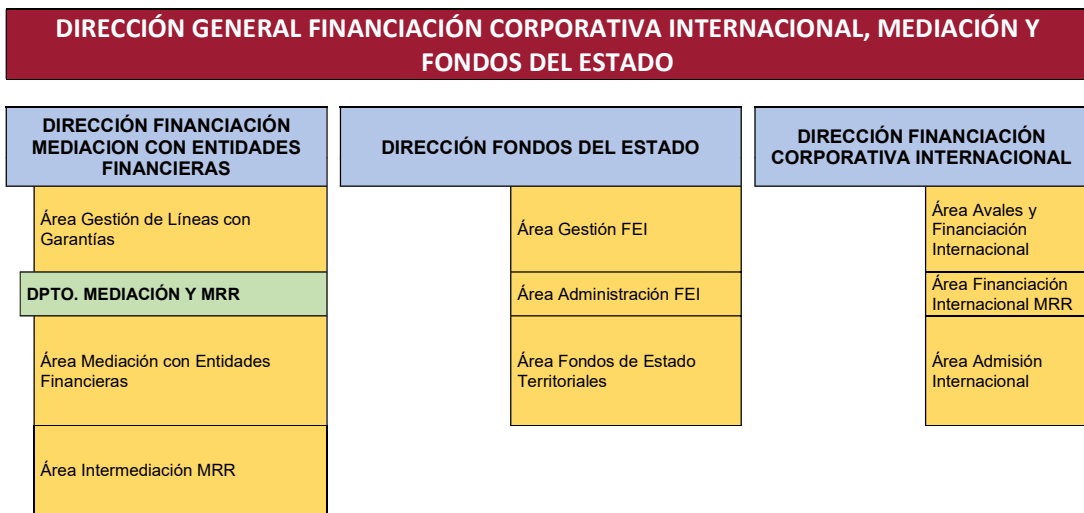 DIRECCIÓN GENERAL FINANCIACIÓN CORPORATIVA INTERNACIONAL, MEDIACIÓN Y
FONDOS DEL ESTADO
DIRECCIÓN FINANCIACIÓN
MEDIACION CON ENTIDADES
FINANCIERAS
Área Gestión de Líneas con
Garantías
DPTO. MEDIACIÓN Y MRR
Área Mediación con Entidades
Financieras
Área Intermediación MRR
DIRECCIÓN FONDOS DEL ESTADO
Área Gestión FEI
Área Administración FEI
Área Fondos de Estado
Territoriales
DIRECCIÓN FINANCIACIÓN
CORPORATIVA INTERNACIONAL
Área Avales y
Financiación
Internacional
Área Financiación
Internacional MRR
Área Admisión
Internacional